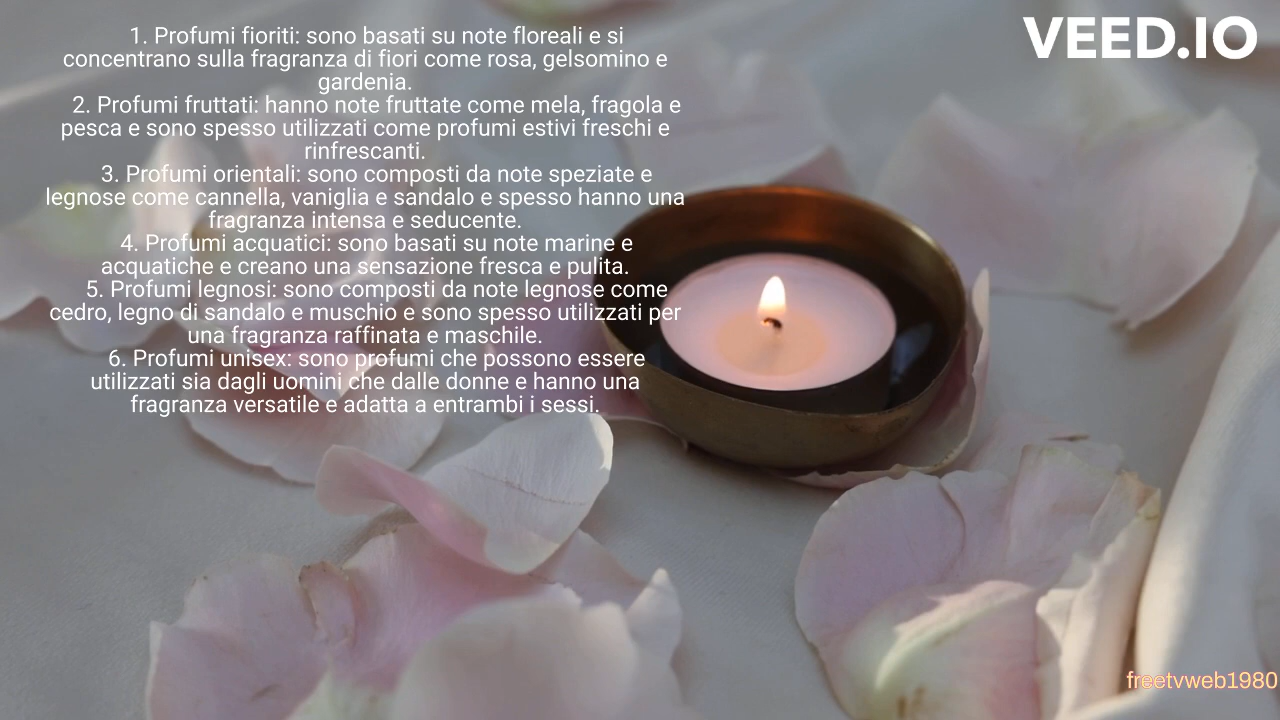 VEED.IO
1. Profumi fioriti: sono basati su note floreali e si
concentrano sulla fragranza di fiori come rosa, gelsomino e
gardenia.
2. Profumi fruttati: hanno note fruttate come mela, fragola e
pesca e sono spesso utilizzati come profumi estivi freschi e
rinfrescanti.
3. Profumi orientali: sono composti da note speziate e
legnose come cannella, vaniglia e sandalo e spesso hanno una
fragranza intensa e seducente.
4. Profumi acquatici: sono basati su note marine e
acquatiche e creano una sensazione fresca e pulita.
5. Profumi legnosi: sono composti da note legnose come
cedro, legno di sandalo e muschio e sono spesso utilizzati per
una fragranza raffinata e maschile.
6. Profumi unisex: sono profumi che possono essere
utilizzati sia dagli uomini che dalle donne e hanno una
fragranza versatile e adatta a entrambi i sessi.
freetvweb1980